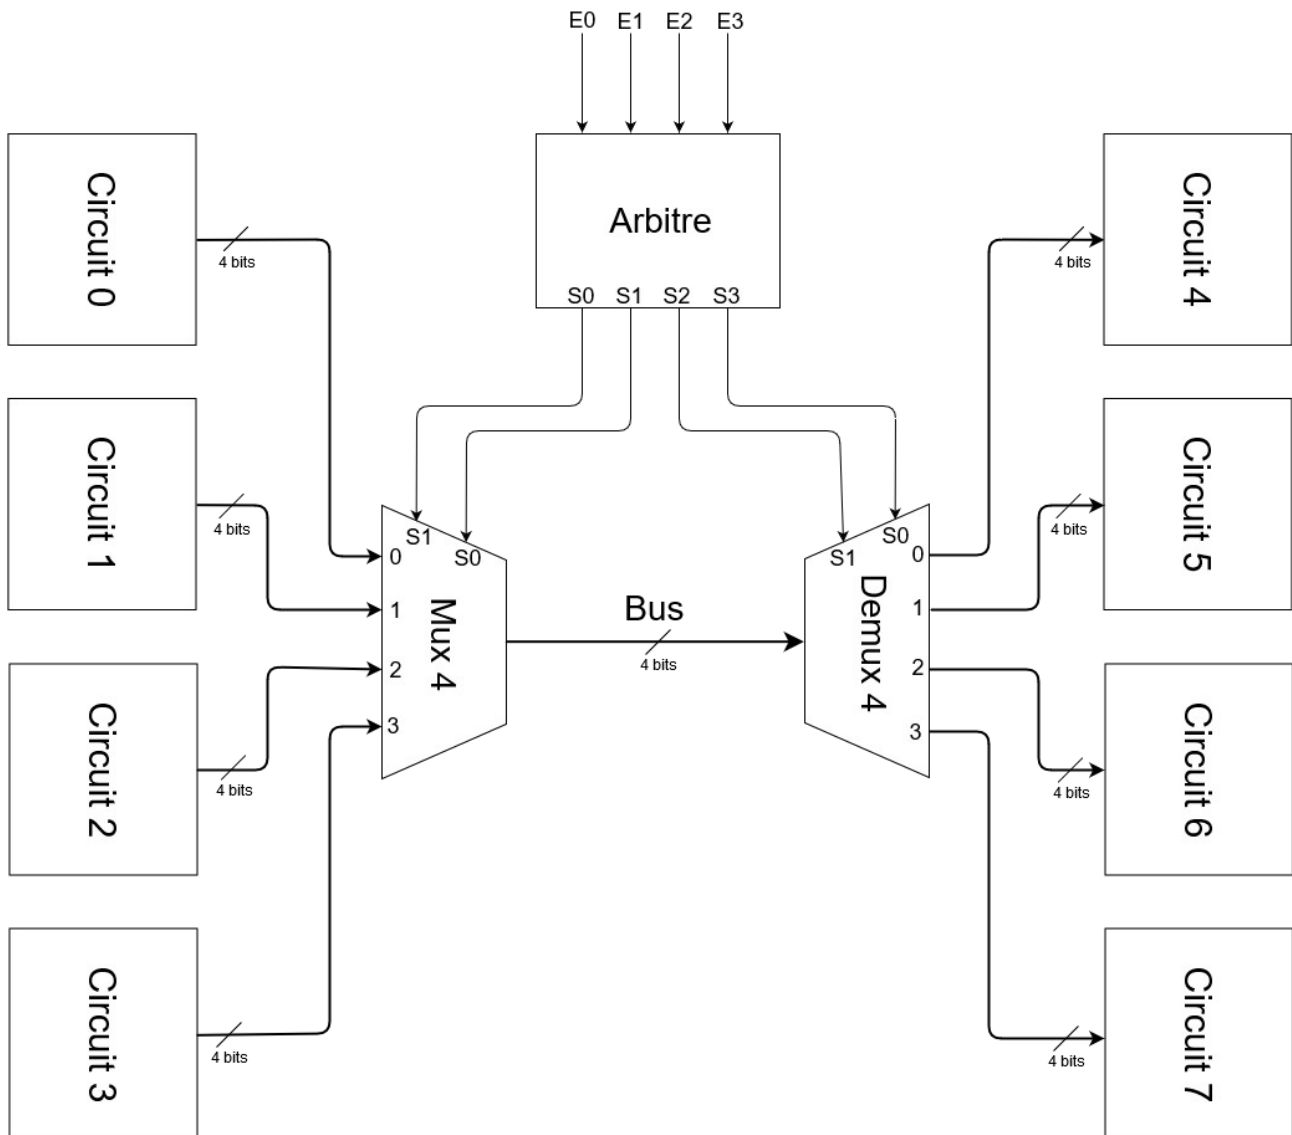 E0 E1 E2 E3
Arbitre
S0 S1 S2 S3
Circuit 0
4 bits
Circuit 1
4 bits
Circuit 2
4 bits
Circuit 3
4 bits
S1
S0
0
1
2
3
Mux 4
Bus
4 bits
S1
S0
0
1
2
3
Demux 4
4 bits
Circuit 4
4 bits
Circuit 5
4 bits
Circuit 6
4 bits
Circuit 7